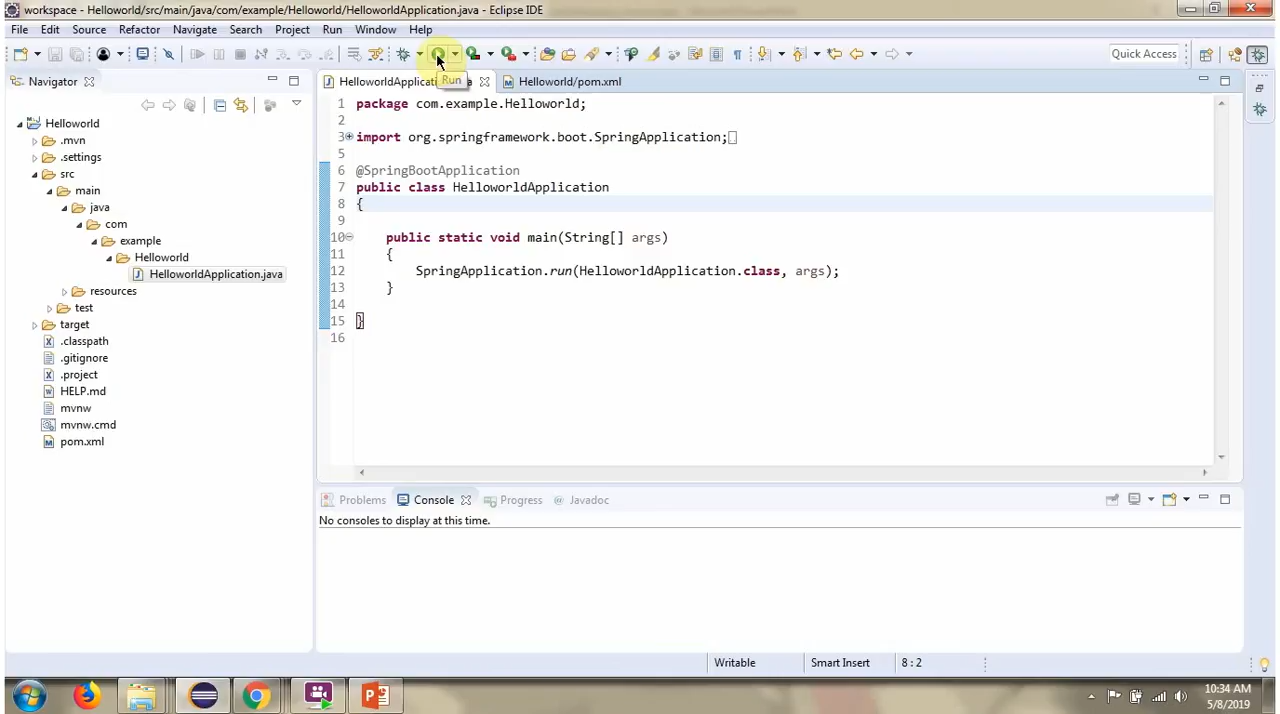 workspace - Helloworld/src/main/java/com/example/Helloworld/HelloworldApplication.java - Eclipse IDE
File Edit Source Refactor Navigate Search Project Run Window Help
Quick Access
Run
Navigator
HelloworldApplicati
Helloworld/pom.xml
Helloworld
.mvn
.settings
src
main
java
com
example
Helloworld
HelloworldApplication.java
resources
test
target
.classpath
.gitignore
.project
HELP.md
mvnw
mvnw.cmd
pom.xml
1 package com.example.Helloworld;
2
3 import org.springframework.boot.SpringApplication;
5
6 @SpringBootApplication
7 public class HelloworldApplication
8 {
9
10 public static void main(String[] args)
11 {
12 SpringApplication.run(HelloworldApplication.class, args);
13 }
14
15 }
16
Problems Console Progress Javadoc
No consoles to display at this time.
Writable Smart Insert 8 : 2
10:34 AM
5/8/2019